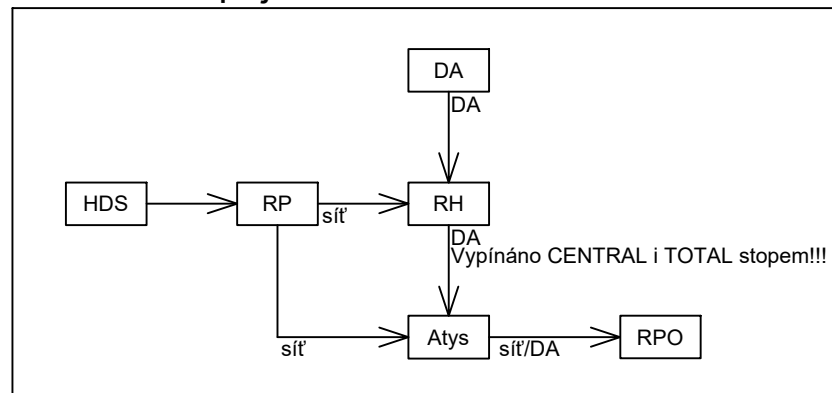 DA
DA
HDS
RP
síť
RH
DA
Vypínáno CENTRAL i TOTAL stopem!!!
síť
Atys
síť/DA
RPO